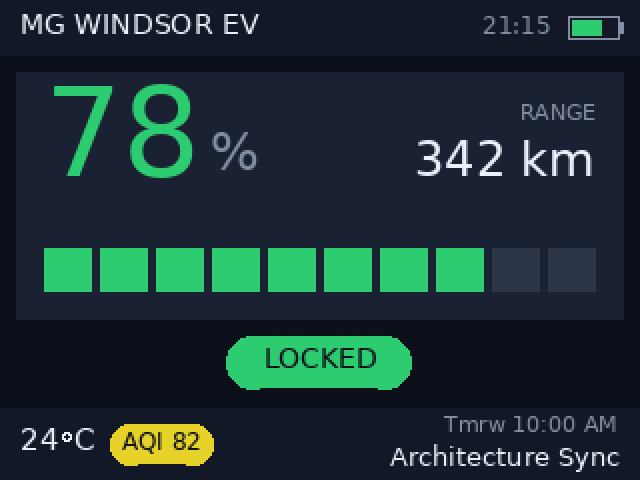 MG WINDSOR EV
21:15
78 %
RANGE
342 km
LOCKED
24°C
AQI 82
Tmrw 10:00 AM
Architecture Sync